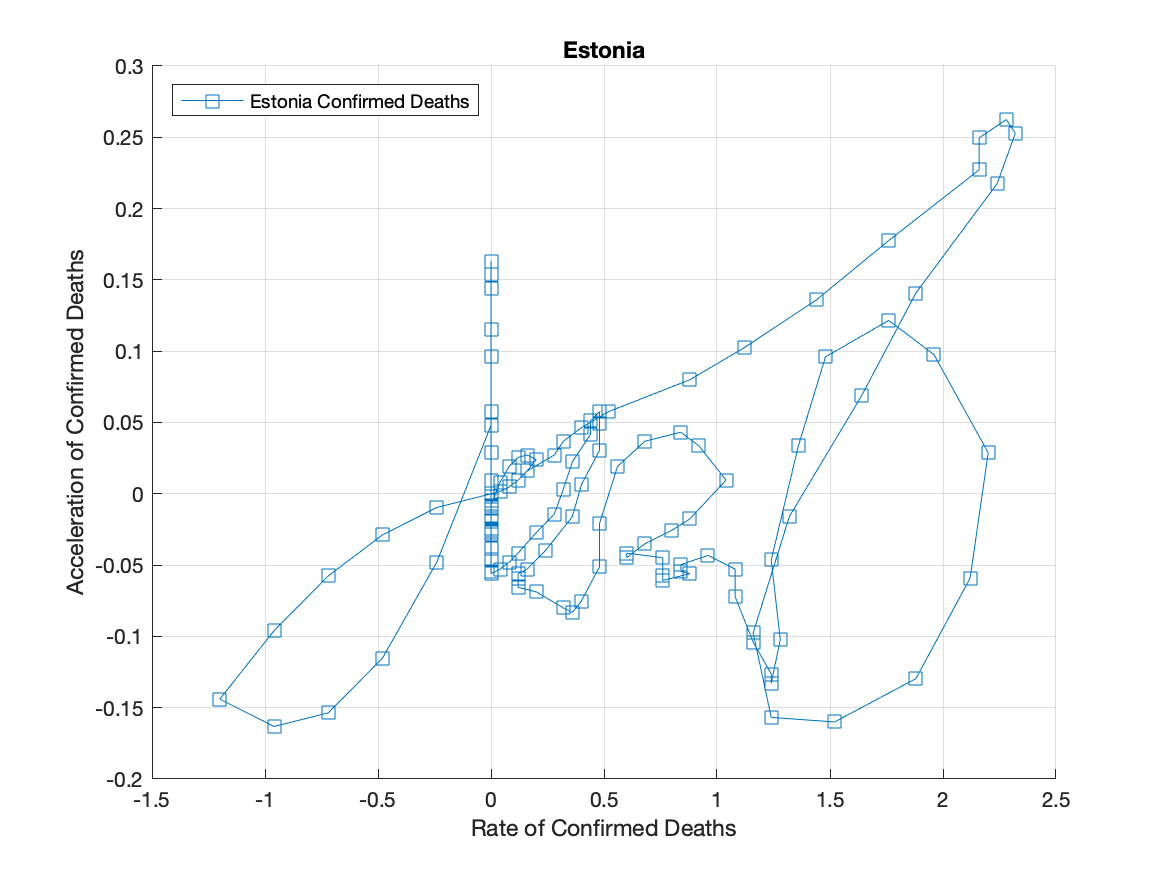 Estonia
Estonia Confirmed Deaths
0.3
0.25
0.2
0.15
0.1
0.05
0
-0.05
-0.1
-0.15
-0.2
Acceleration of Confirmed Deaths
-1.5 -1 -0.5 0 0.5 1 1.5 2 2.5
Rate of Confirmed Deaths